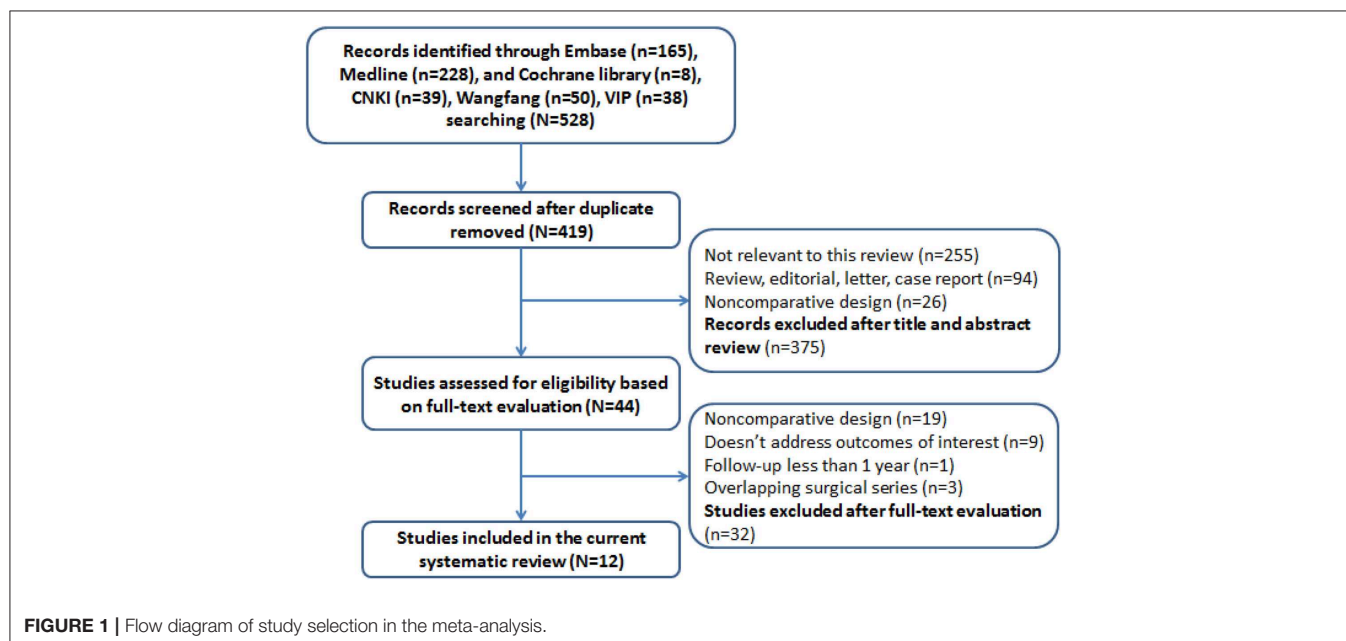 Records identified through Embase (n=165),
Medline (n=228), and Cochrane library (n=8),
CNKI (n=39), Wangfang (n=50), VIP (n=38)
searching (N=528)
Records screened after duplicate
removed (N=419)
Not relevant to this review (n=255)
Review, editorial, letter, case report (n=94)
Noncomparative design (n=26)
Records excluded after title and abstract
review (n=375)
Studies assessed for eligibility based
on full-text evaluation (N=44)
Noncomparative design (n=19)
Doesn't address outcomes of interest (n=9)
Follow-up less than 1 year (n=1)
Overlapping surgical series (n=3)
Studies excluded after full-text evaluation
(n=32)
Studies included in the current
systematic review (N=12)
FIGURE 1 | Flow diagram of study selection in the meta-analysis.